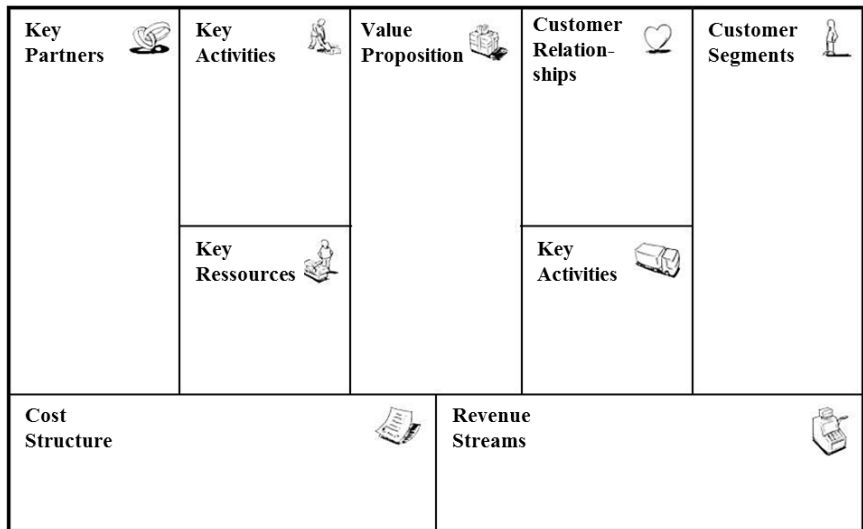 Key
Partners
Key
Activities
Value
Proposition
Customer
Relation-
ships
Customer
Segments
Key
Ressources
Key
Activities
Cost
Structure
Revenue
Streams